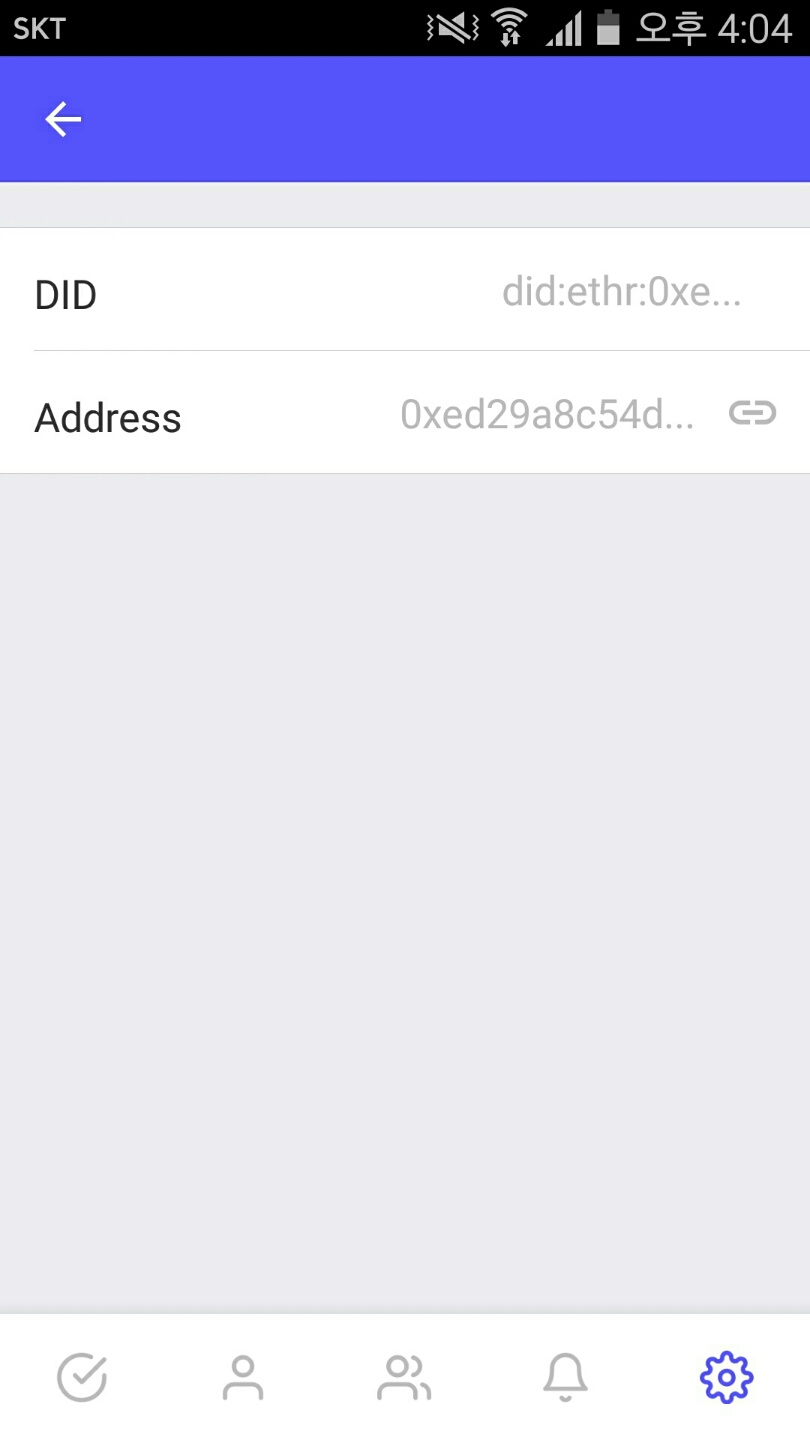 SKT 오후 4:04
DID did:ethr:0xe...
Address 0xed29a8c54d...